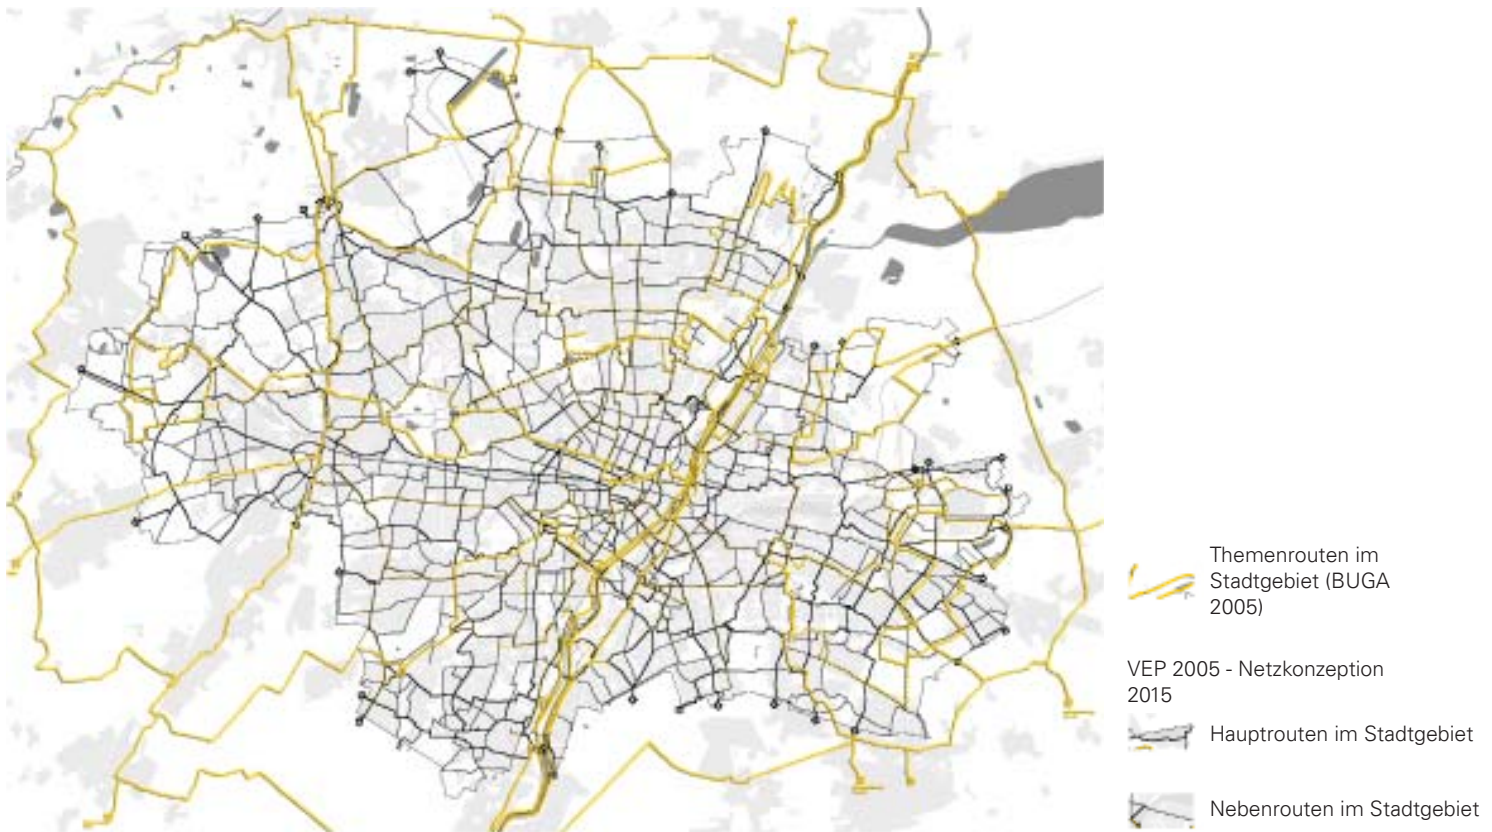 Themenrouten im
Stadtgebiet (BUGA
2005)
VEP 2005 - Netzkonzeption
2015
Hauptrouten im Stadtgebiet
Nebenrouten im Stadtgebiet